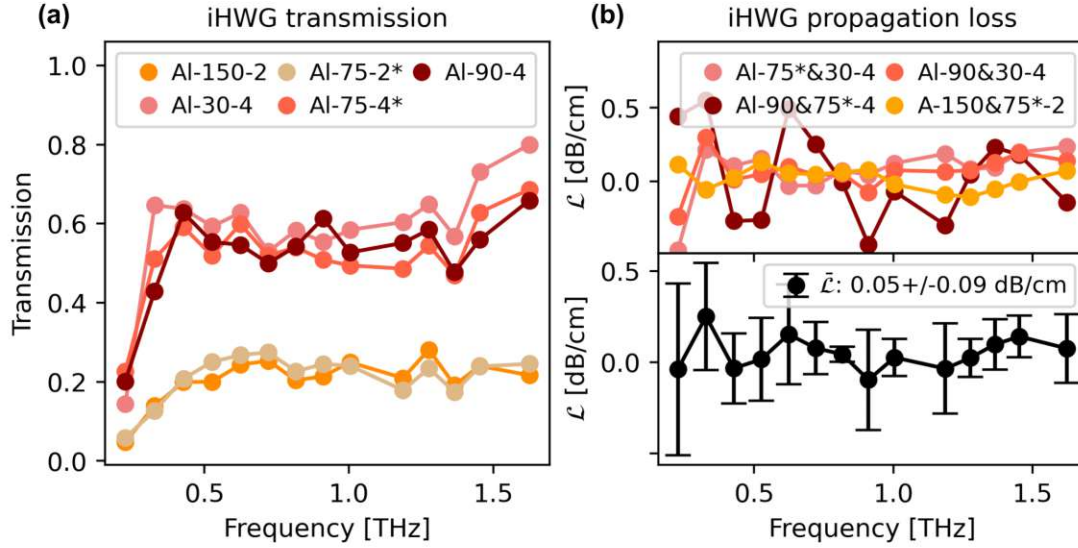 (a)
iHWG transmission
Transmission
1.0
0.8
0.6
0.4
0.2
0.0
Al-150-2
Al-75-2*
Al-90-4
Al-30-4
Al-75-4*
0.5
1.0
1.5
Frequency [THz]
(b)
iHWG propagation loss
ℒ [dB/cm]
0.5
0.0
Al-75*&30-4
Al-90&30-4
Al-90&75*-4
A-150&75*-2
ℒ [dB/cm]
0.5
0.0
ℒ̄: 0.05+/-0.09 dB/cm
0.5
1.0
1.5
Frequency [THz]